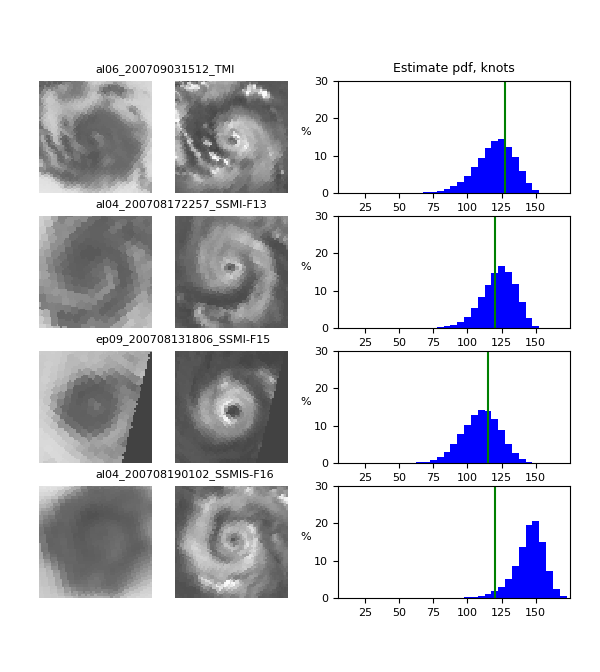 al06_200709031512_TMI
Estimate pdf, knots
30
20
%
10
0
25 50 75 100 125 150
al04_200708172257_SSMI-F13
30
20
%
10
0
25 50 75 100 125 150
ep09_200708131806_SSMI-F15
30
20
%
10
0
25 50 75 100 125 150
al04_200708190102_SSMIS-F16
30
20
%
10
0
25 50 75 100 125 150